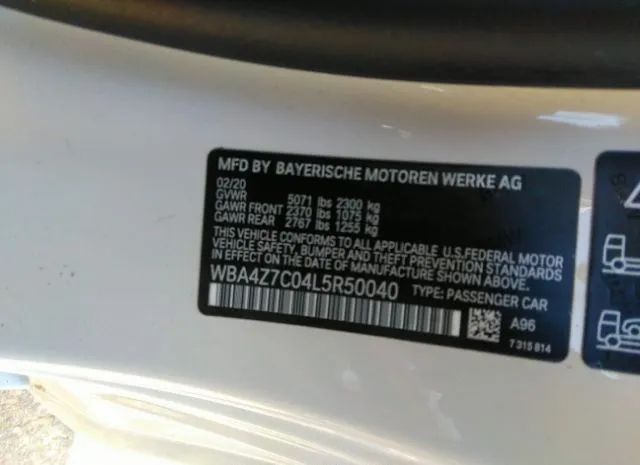 MFD BY BAYERISCHE MOTOREN WERKE AG
02/20
GVWR 5071 lbs 2300 kg
GAWR FRONT 2370 lbs 1075 kg
GAWR REAR 2767 lbs 1255 kg
THIS VEHICLE CONFORMS TO ALL APPLICABLE U.S.FEDERAL MOTOR
VEHICLE SAFETY, BUMPER, AND THEFT PREVENTION STANDARDS
IN EFFECT ON THE DATE OF MANUFACTURE SHOWN ABOVE.
WBA4Z7C04L5R50040 TYPE: PASSENGER CAR
A96
7 315 814